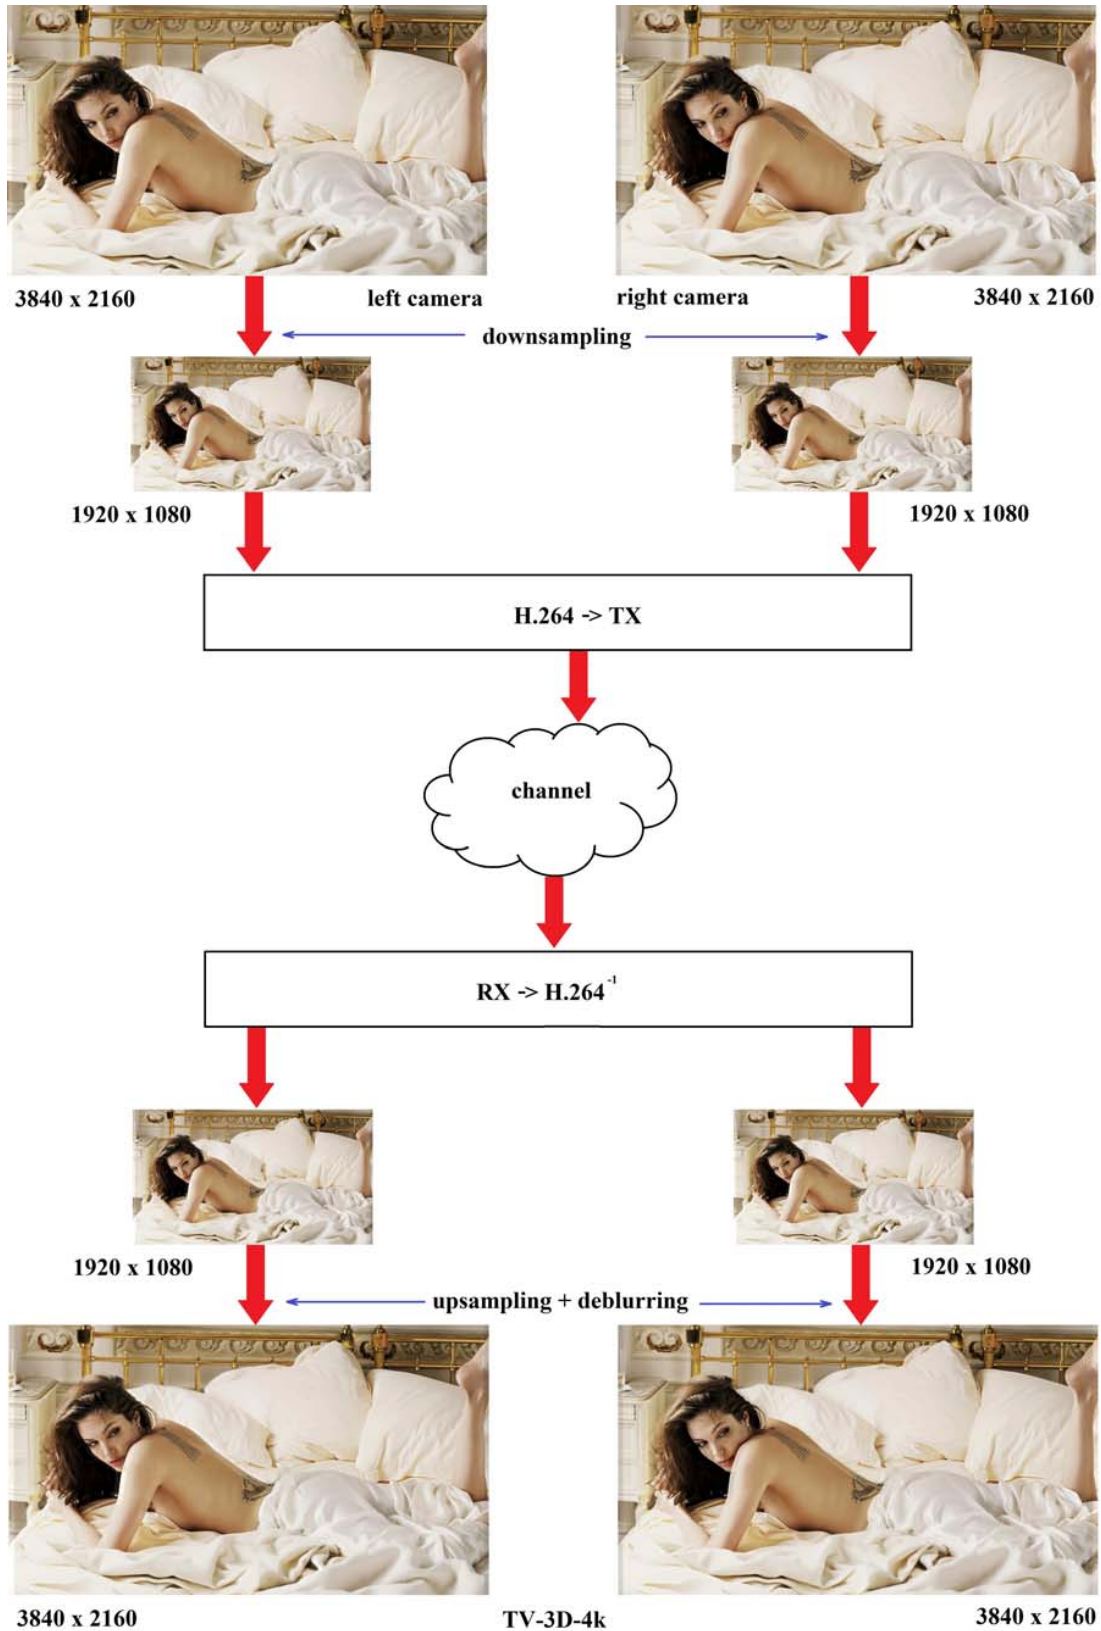 3840 x 2160
left camera
right camera
3840 x 2160
downsampling
1920 x 1080
1920 x 1080
H.264 -> TX
channel
RX -> H.264⁻¹
1920 x 1080
1920 x 1080
upsampling + deblurring
3840 x 2160
TV-3D-4k
3840 x 2160